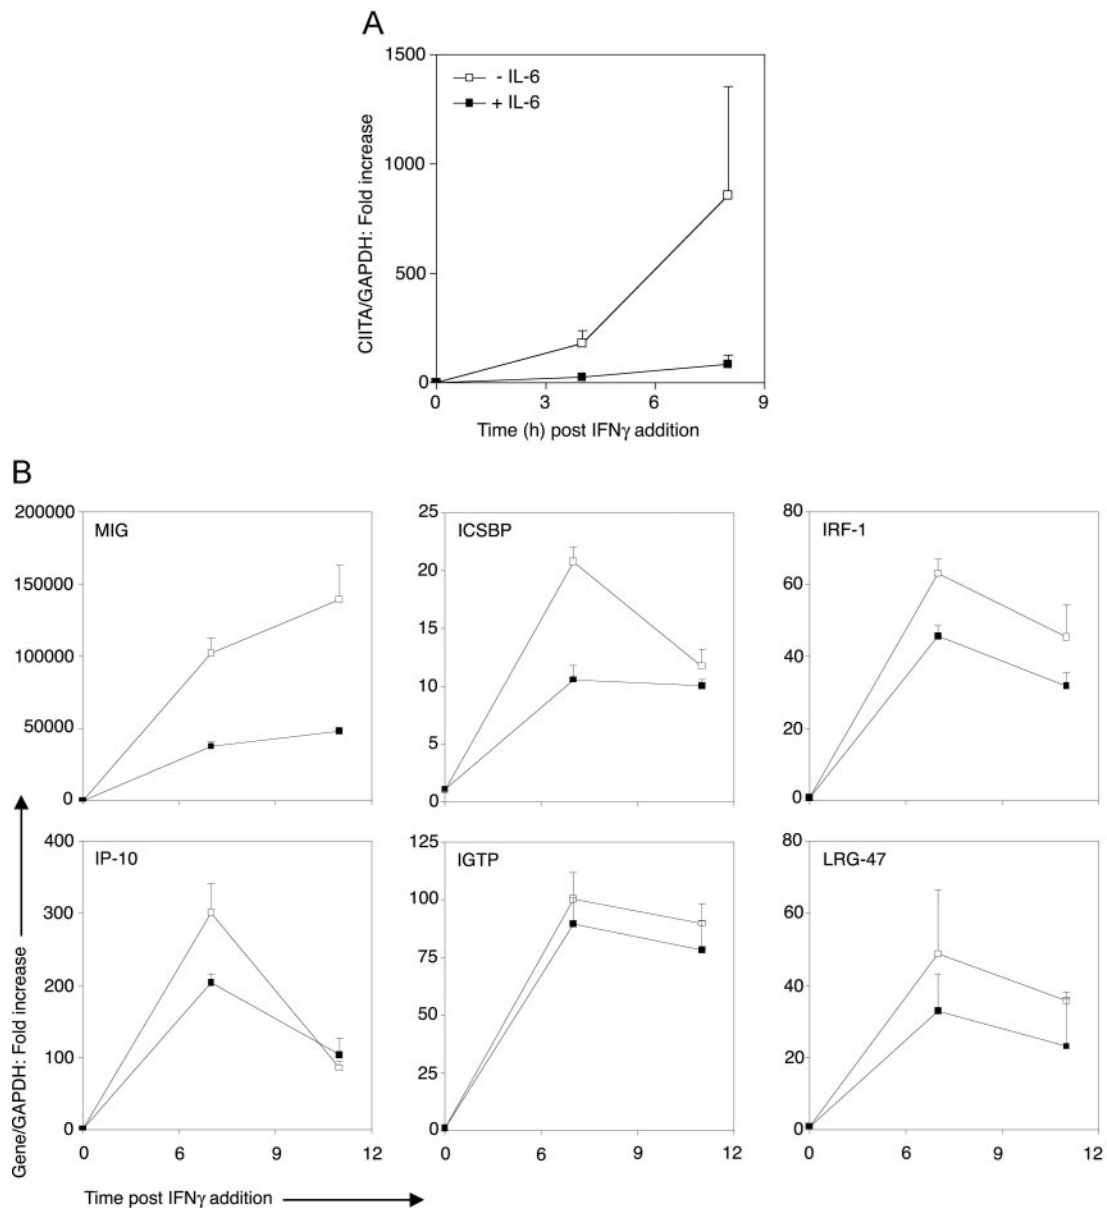 A
1500
1000
500
0
0 3 6 9
- IL-6
+ IL-6
CIITA/GAPDH: Fold increase
Time (h) post IFNγ addition
B
MIG
200000
150000
100000
50000
0
ICSBP
25
20
15
10
5
0
IRF-1
80
60
40
20
0
IP-10
400
300
200
100
0
0 6 9 12
IGTP
125
100
75
50
25
0
0 6 9 12
LRG-47
80
60
40
20
0
0 6 9 12
Gene/GAPDH: Fold increase
Time post IFNγ addition